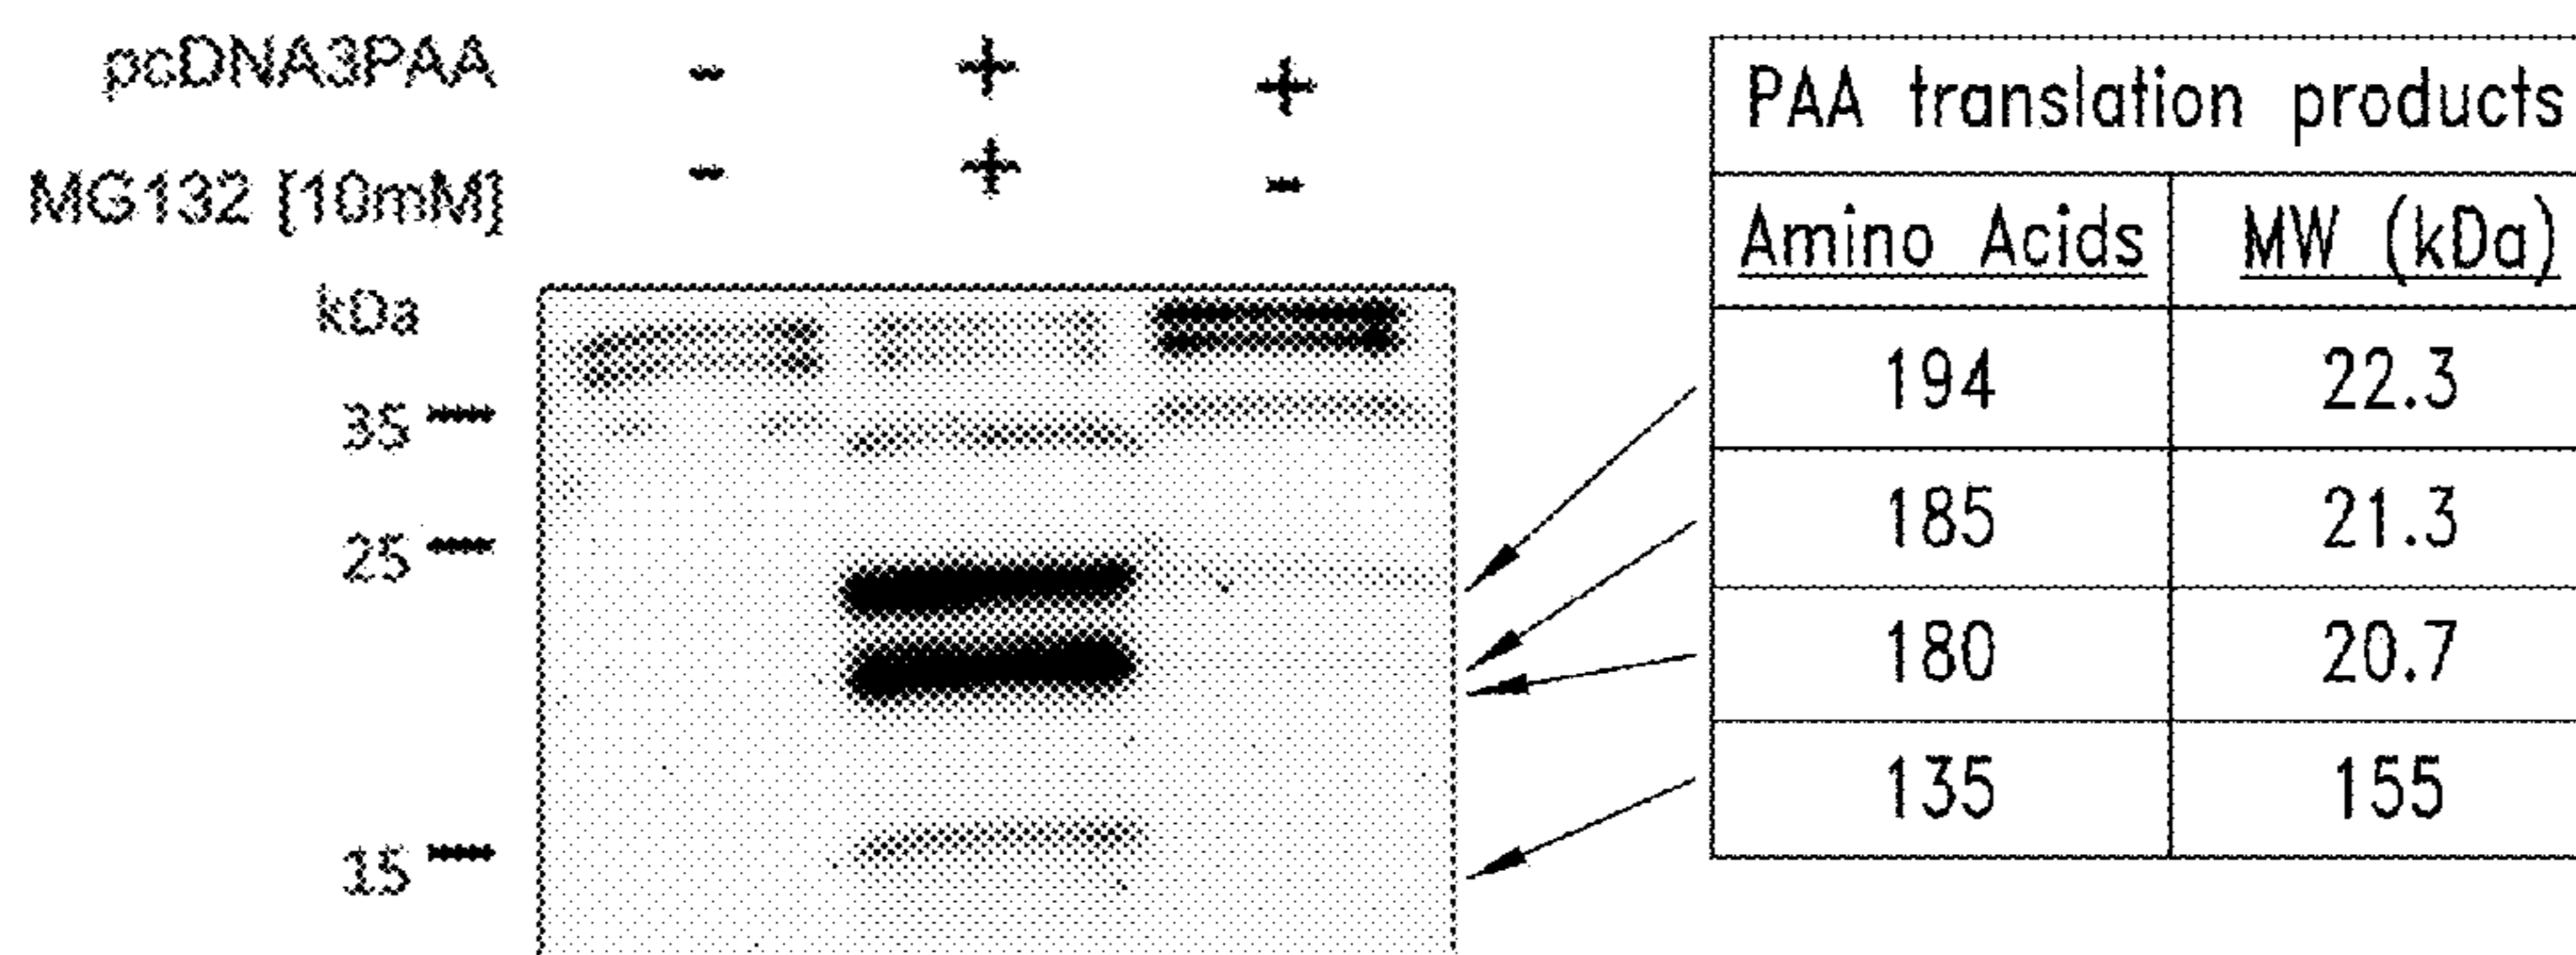 pcDNA3PAA - + +
MG132 [10mM] - + -
kDa
35
25
15
PAA translation products
Amino Acids MW (kDa)
194 22.3
185 21.3
180 20.7
135 155